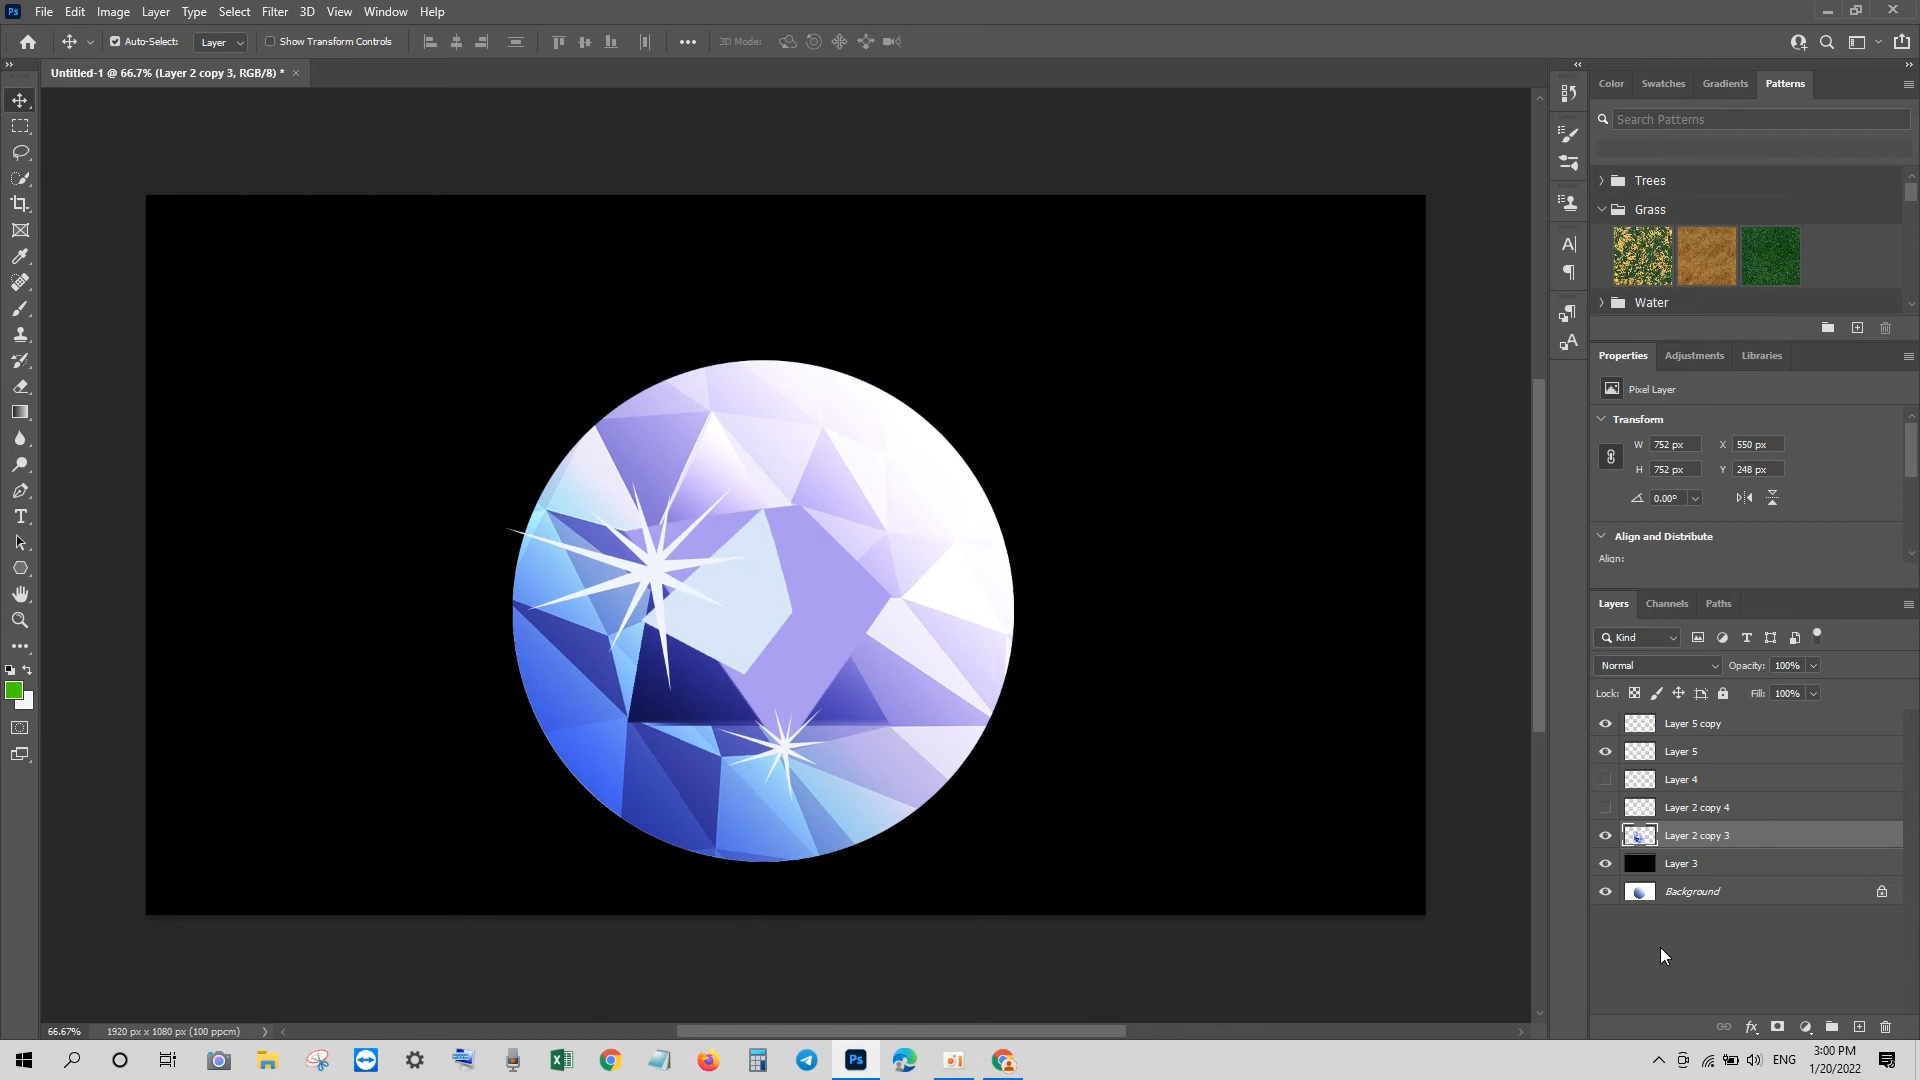 Ps File Edit Image Layer Type Select Filter 3D View Window Help
Auto-Select: Layer Show Transform Controls 3D Mode:
Untitled-1 @ 66.7% (Layer 2 copy 3, RGB/8) * ×
Color Swatches Gradients Patterns
Search Patterns
Trees
Grass
Water
Properties Adjustments Libraries
Pixel Layer
Transform
W 752 px X 550 px
H 752 px Y 248 px
0.00°
Align and Distribute
Align:
Layers Channels Paths
Kind
Normal Opacity: 100%
Lock: Fill: 100%
Layer 5 copy
Layer 5
Layer 4
Layer 2 copy 4
Layer 2 copy 3
Layer 3
Background
fx
66.67% 1920 px x 1080 px (100 ppcm)
Ps
ENG
3:00 PM
1/20/2022